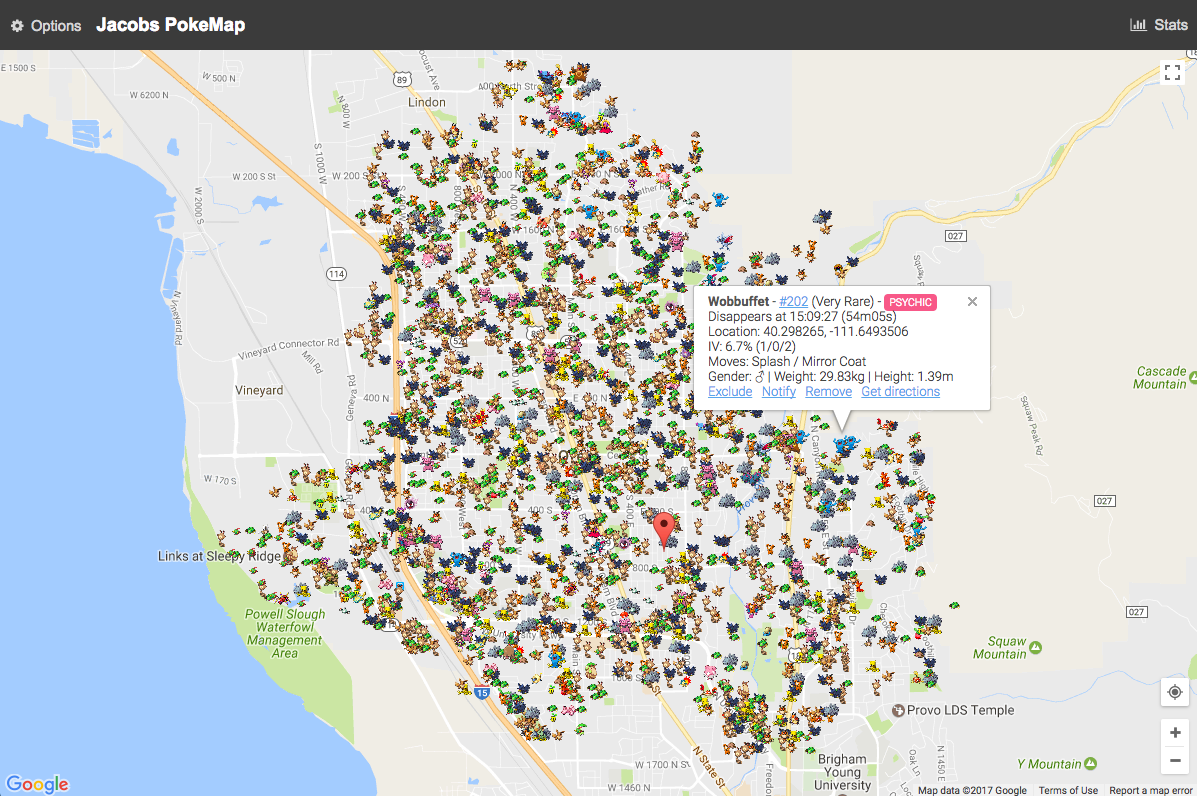 Options
Jacobs PokeMap
Stats
E 1500 S
W 500 N
W 6200 N
89
Lindon
N 800 W
S 1000 W
W 200 S St
W 200 S
W 2000 S
114
027
N Vineyard Rd
Vineyard Connector Rd
Mill Rd
Vineyard
Geneva Rd
400 N
W 170 S
Wobbuffet - #202 (Very Rare) - PSYCHIC
Disappears at 15:09:27 (54m05s)
Location: 40.298265, -111.6493506
IV: 6.7% (1/0/2)
Moves: Splash / Mirror Coat
Gender: ♂ | Weight: 29.83kg | Height: 1.39m
Exclude Notify Remove Get directions
Cascade
Mountain
Squaw Peak Rd
027
400 S
Links at Sleepy Ridge
800 S
Powell Slough
Waterfowl
Management
Area
027
Squaw
Mountain
15
Provo LDS Temple
N State St
W 1700 N
W 1460 N
Freedom
Brigham
Young
University
Oak Ln
N 1450 E
Y Mountain
Google
Map data ©2017 Google
Terms of Use
Report a map error